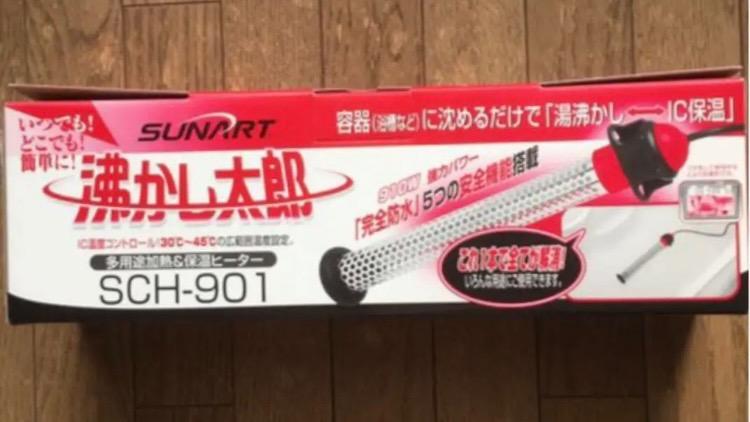 いつでも!
どこでも!
簡単に!
SUNART
容器(浴槽など)に沈めるだけで「湯沸かし IC保温」
沸かし太郎
IC温度コントロール!30℃〜45℃の広範囲温度設定。
多用途加熱&保温ヒーター
SCH-901
910W 強力パワー
「完全防水」5つの安全機能搭載
これ1本で全てが厳選!
いろんな用途にご使用できます。